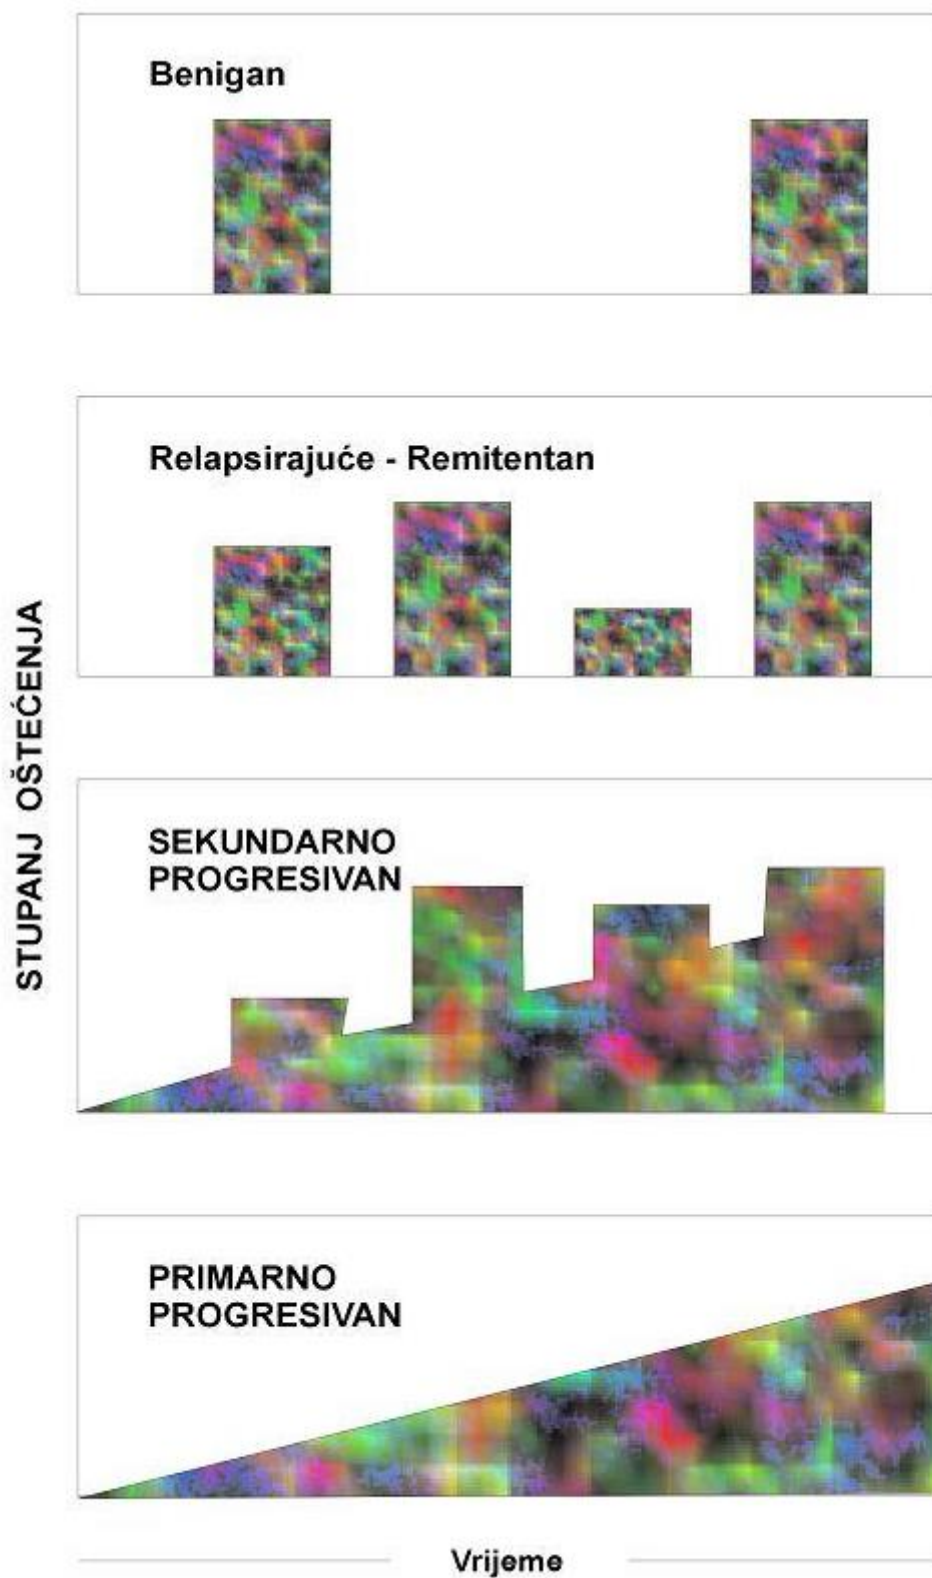 Benigan
Relapsirajuće - Remitentan
STUPANJ OŠTEĆENJA
SEKUNDARNO
PROGRESIVAN
PRIMARNO
PROGRESIVAN
Vrijeme